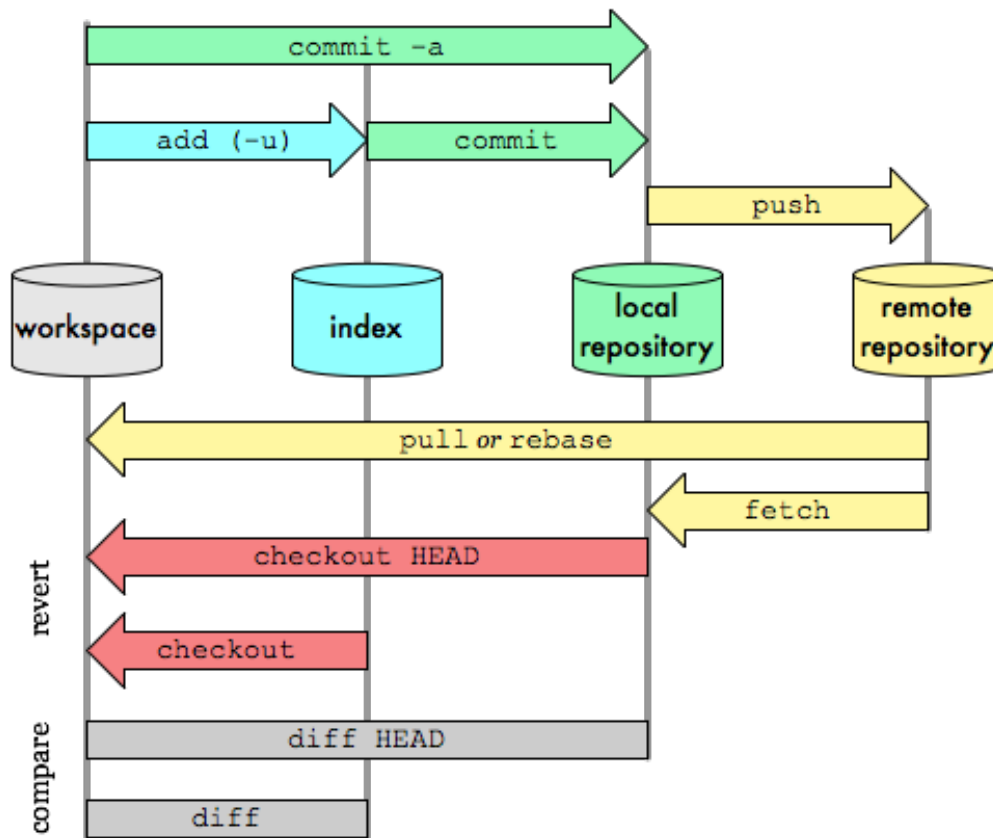 commit -a
add (-u)
commit
push
workspace
index
local
repository
remote
repository
pull or rebase
fetch
revert
checkout HEAD
checkout
compare
diff HEAD
diff